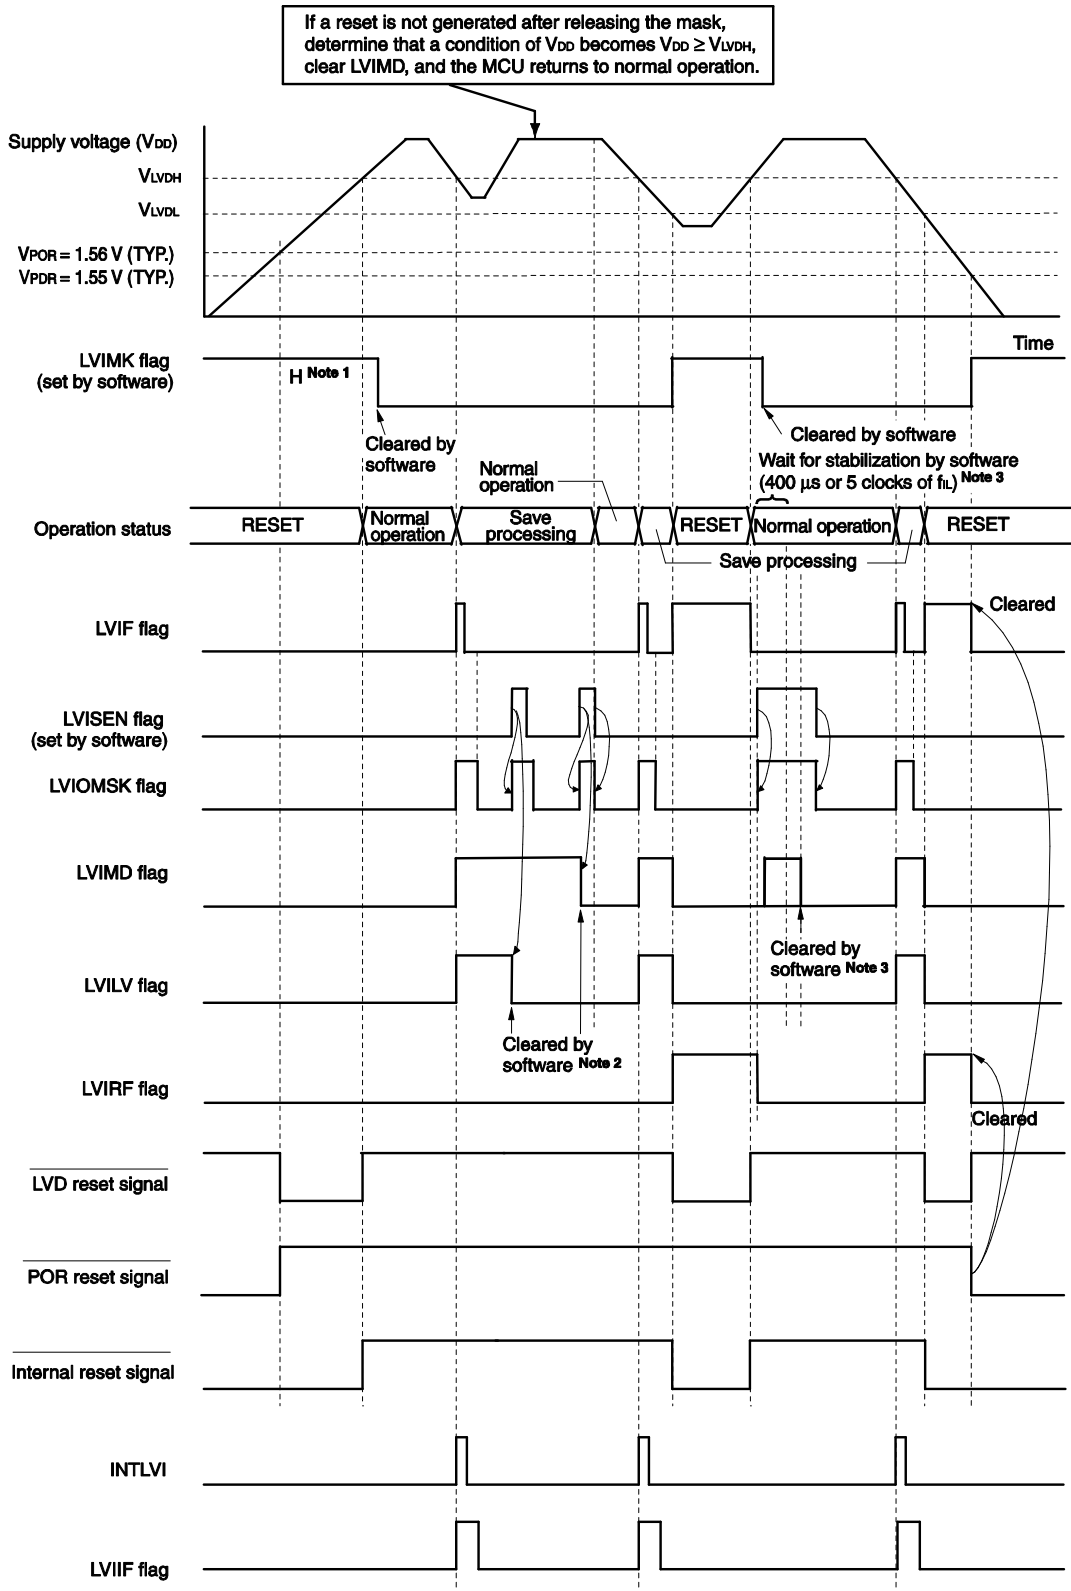 If a reset is not generated after releasing the mask,
determine that a condition of VDD becomes VDD ≥ VLVDH,
clear LVIMD, and the MCU returns to normal operation.
Supply voltage (VDD)
VLVDH
VLVDL
VPOR = 1.56 V (TYP.)
VPDR = 1.55 V (TYP.)
Time
LVIMK flag
(set by software)
H Note 1
Cleared by
software
Cleared by software
Wait for stabilization by software
(400 μs or 5 clocks of fIL) Note 3
Normal
operation
Operation status
RESET
Normal
operation
Save
processing
RESET
Normal operation
RESET
Save processing
LVIF flag
Cleared
LVISEN flag
(set by software)
LVIOMSK flag
LVIMD flag
Cleared by
software Note 3
LVILV flag
Cleared by
software Note 2
LVIRF flag
Cleared
LVD reset signal
POR reset signal
Internal reset signal
INTLVI
LVIIF flag